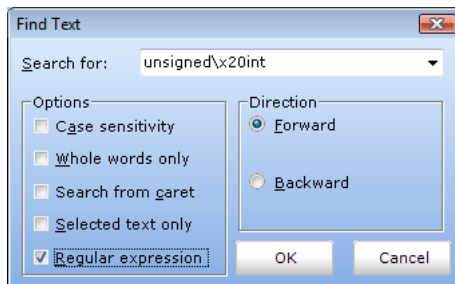 Find Text
Search for: unsigned\x20int
Options
Case sensitivity
Whole words only
Search from caret
Selected text only
Regular expression
Direction
Forward
Backward
OK Cancel